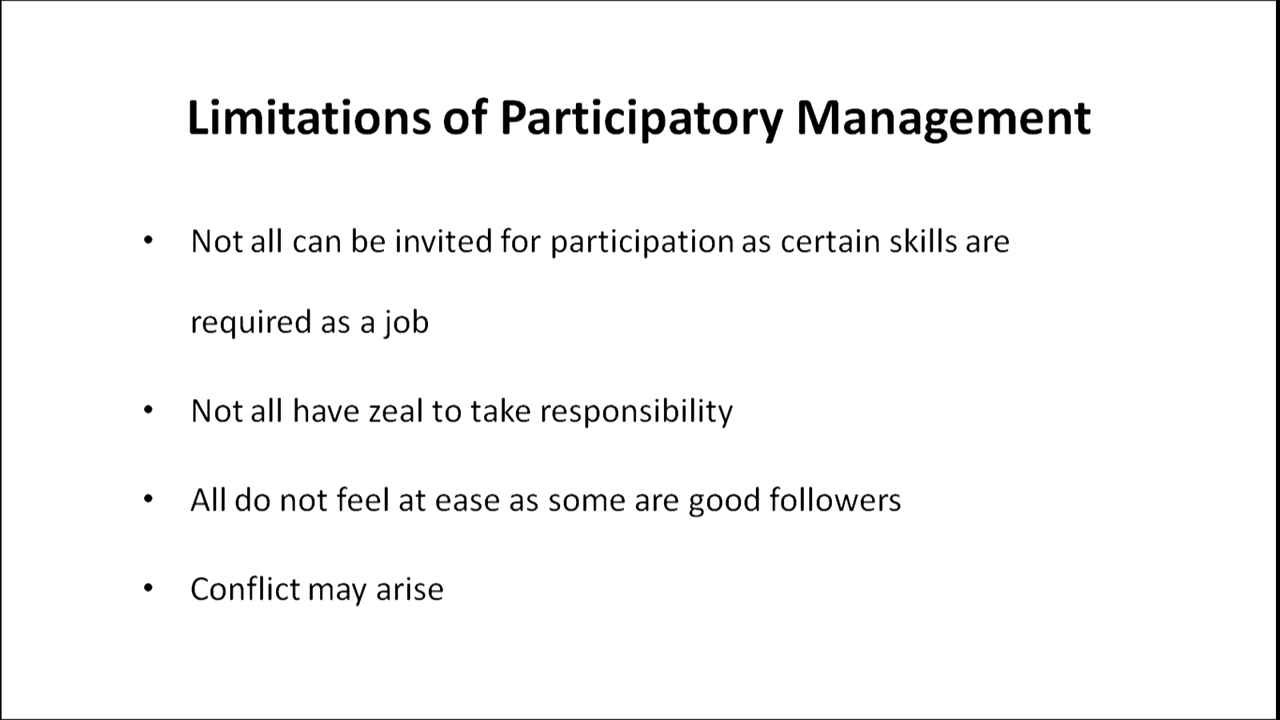 Limitations of Participatory Management
• Not all can be invited for participation as certain skills are
required as a job
• Not all have zeal to take responsibility
• All do not feel at ease as some are good followers
• Conflict may arise